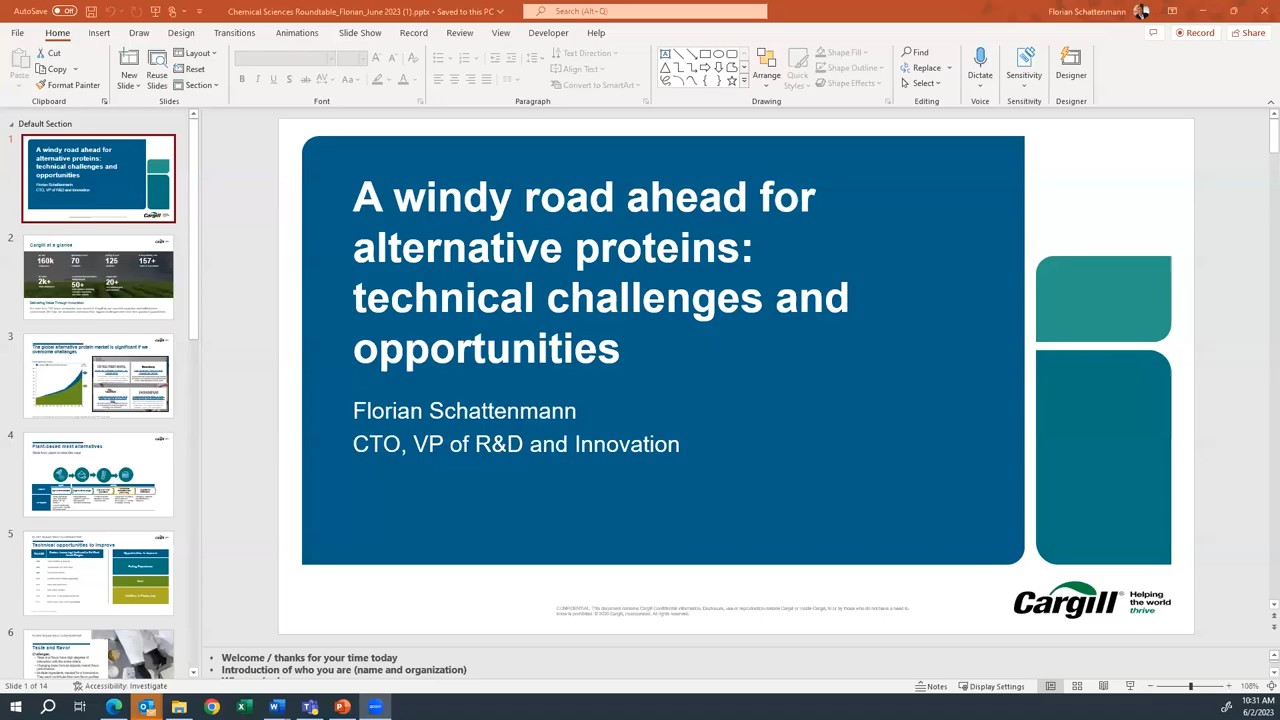 AutoSave Off
Chemical Sciences Roundtable_Florian_June 2023 (1).pptx • Saved to this PC
Search (Alt+Q)
Florian Schattenmann
File Home Insert Draw Design Transitions Animations Slide Show Record Review View Developer Help
Record Share
Paste
Cut
Copy
Format Painter
Clipboard
New Slides
Reuse Slides
Layout
Reset
Section
Slides
Font
Text Direction
Align Text
Convert to SmartArt
Paragraph
Arrange
Quick Styles
Shape Fill
Shape Outline
Shape Effects
Drawing
Find
Replace
Select
Editing
Dictate
Voice
Sensitivity
Sensitivity
Designer
Designer
Default Section
1
A windy road ahead for
alternative proteins:
technical challenges and
opportunities
Florian Schattenmann
CTO, VP of R&D and Innovation
Cargill
2
Cargill at a glance
160k 70 125 157+
2k+ 50+ 20+
Delivering Value Through Innovation
3
The global alternative protein market is significant if we
overcome challenges
4
Plant-based meat alternatives
5
Technical opportunities to improve
Taste and flavor
A windy road ahead for
alternative proteins:
technical challenges and
opportunities
Florian Schattenmann
CTO, VP of R&D and Innovation
CONFIDENTIAL. This document contains Cargill Confidential information. Disclosure, use or reproduction outside Cargill or inside Cargill, to or by those who do not have a need to
know is prohibited. © 2020 Cargill, Incorporated. All rights reserved.
Cargill®
Helping
the world
thrive
• Welcome / thanks for your time today
• Introduction of who you are (name and organization)
Slide 1 of 14
Accessibility: Investigate
Notes
Display Settings
108%
10:31 AM
6/2/2023